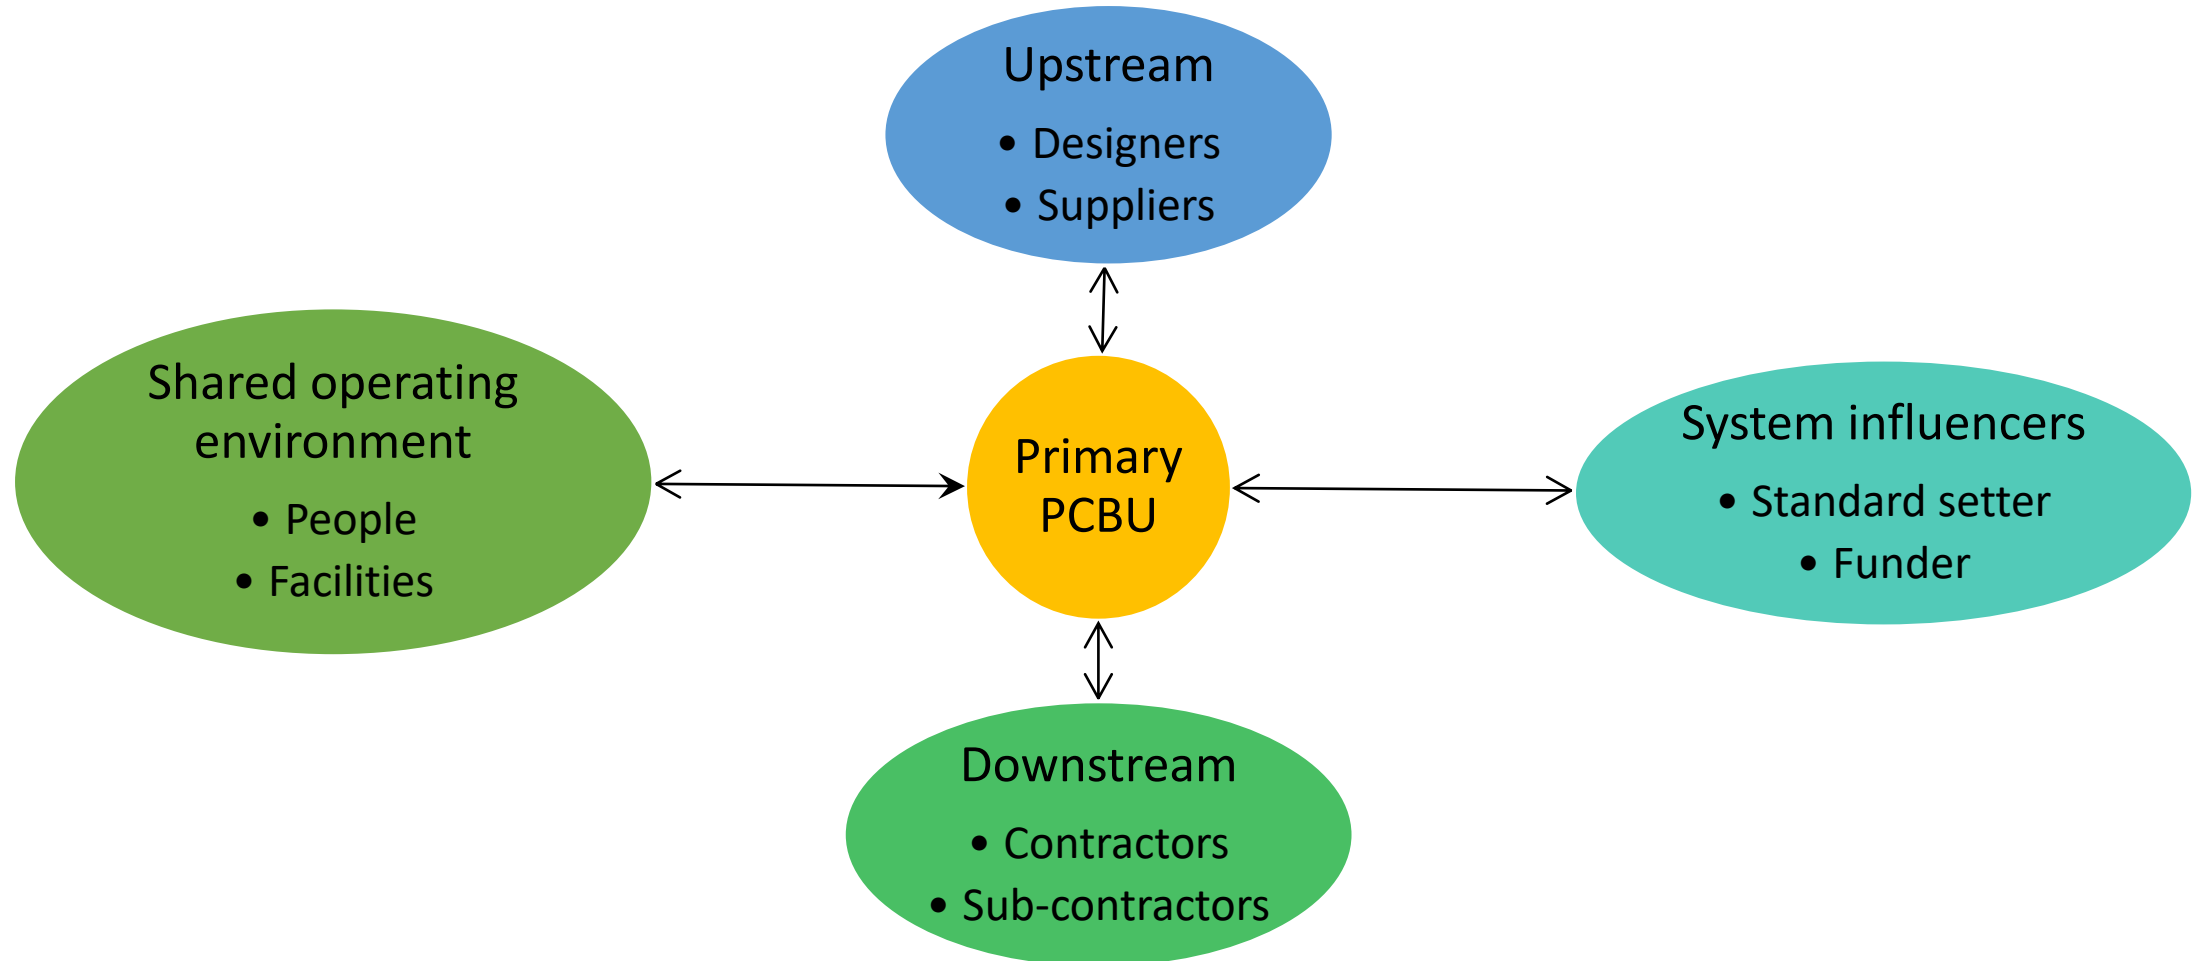 Upstream
• Designers
• Suppliers
Shared operating
environment
• People
• Facilities
Primary
PCBU
System influencers
• Standard setter
• Funder
Downstream
• Contractors
• Sub-contractors